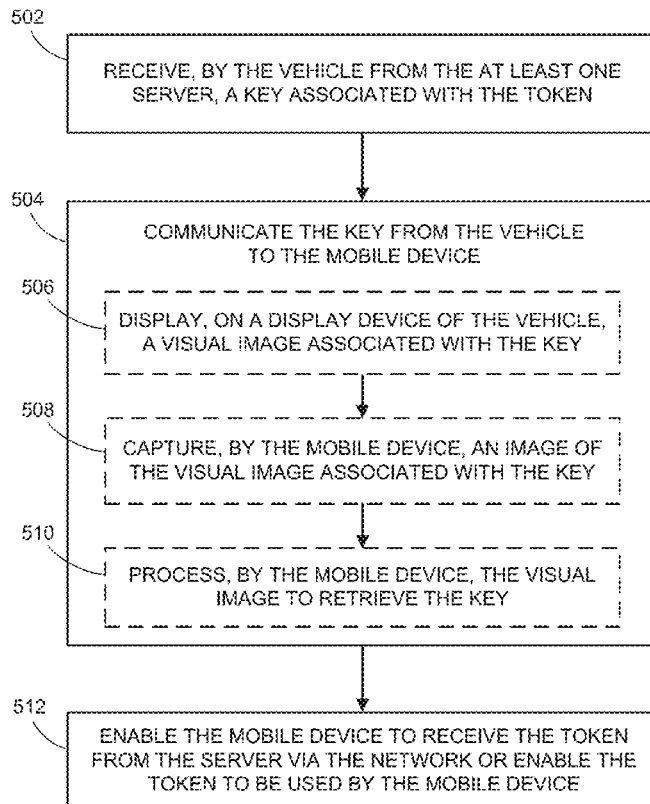 502
RECEIVE, BY THE VEHICLE FROM THE AT LEAST ONE
SERVER, A KEY ASSOCIATED WITH THE TOKEN
504
COMMUNICATE THE KEY FROM THE VEHICLE
TO THE MOBILE DEVICE
506
DISPLAY, ON A DISPLAY DEVICE OF THE VEHICLE,
A VISUAL IMAGE ASSOCIATED WITH THE KEY
508
CAPTURE, BY THE MOBILE DEVICE, AN IMAGE OF
THE VISUAL IMAGE ASSOCIATED WITH THE KEY
510
PROCESS, BY THE MOBILE DEVICE, THE VISUAL
IMAGE TO RETRIEVE THE KEY
512
ENABLE THE MOBILE DEVICE TO RECEIVE THE TOKEN
FROM THE SERVER VIA THE NETWORK OR ENABLE THE
TOKEN TO BE USED BY THE MOBILE DEVICE